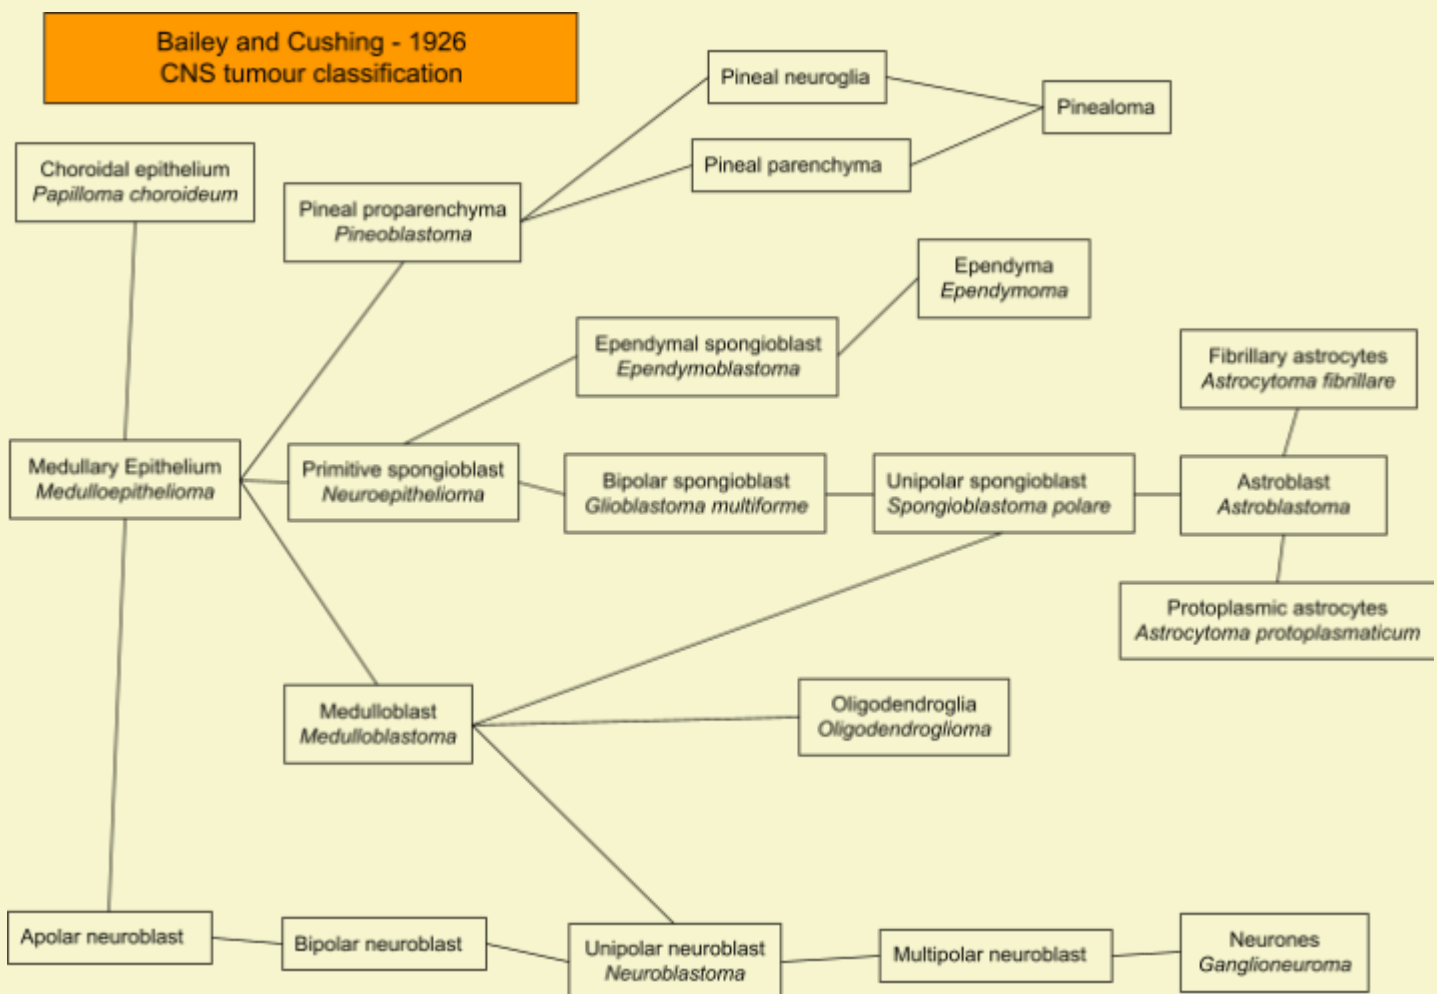 Bailey and Cushing - 1926
CNS tumour classification
Pineal neuroglia
Pinealoma
Pineal parenchyma
Choroidal epithelium
Papilloma choroideum
Pineal proparenchyma
Pineoblastoma
Ependyma
Ependymoma
Ependymal spongioblast
Ependymoblastoma
Fibrillary astrocytes
Astrocytoma fibrillare
Medullary Epithelium
Medulloepithelioma
Primitive spongioblast
Neuroepithelioma
Bipolar spongioblast
Glioblastoma multiforme
Unipolar spongioblast
Spongioblastoma polare
Astroblast
Astroblastoma
Protoplasmic astrocytes
Astrocytoma protoplasmaticum
Medulloblast
Medulloblastoma
Oligodendroglia
Oligodendroglioma
Apolar neuroblast
Bipolar neuroblast
Unipolar neuroblast
Neuroblastoma
Multipolar neuroblast
Neurones
Ganglioneuroma